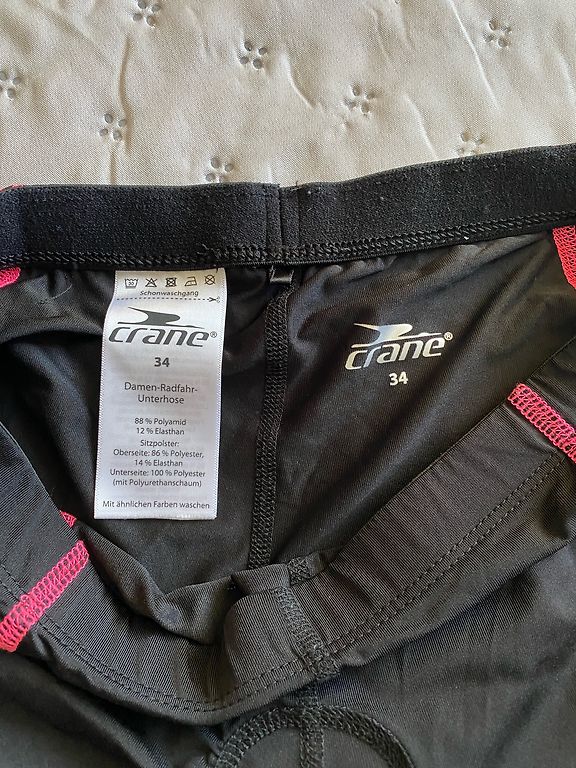 30
Schonwaschgang
crane®
34
Damen-Radfahr-
Unterhose
88 % Polyamid
12 % Elasthan
Sitzpolster:
Oberseite: 86 % Polyester,
14 % Elasthan
Unterseite: 100 % Polyester
(mit Polyurethanschaum)
Mit ähnlichen Farben waschen
crane®
34